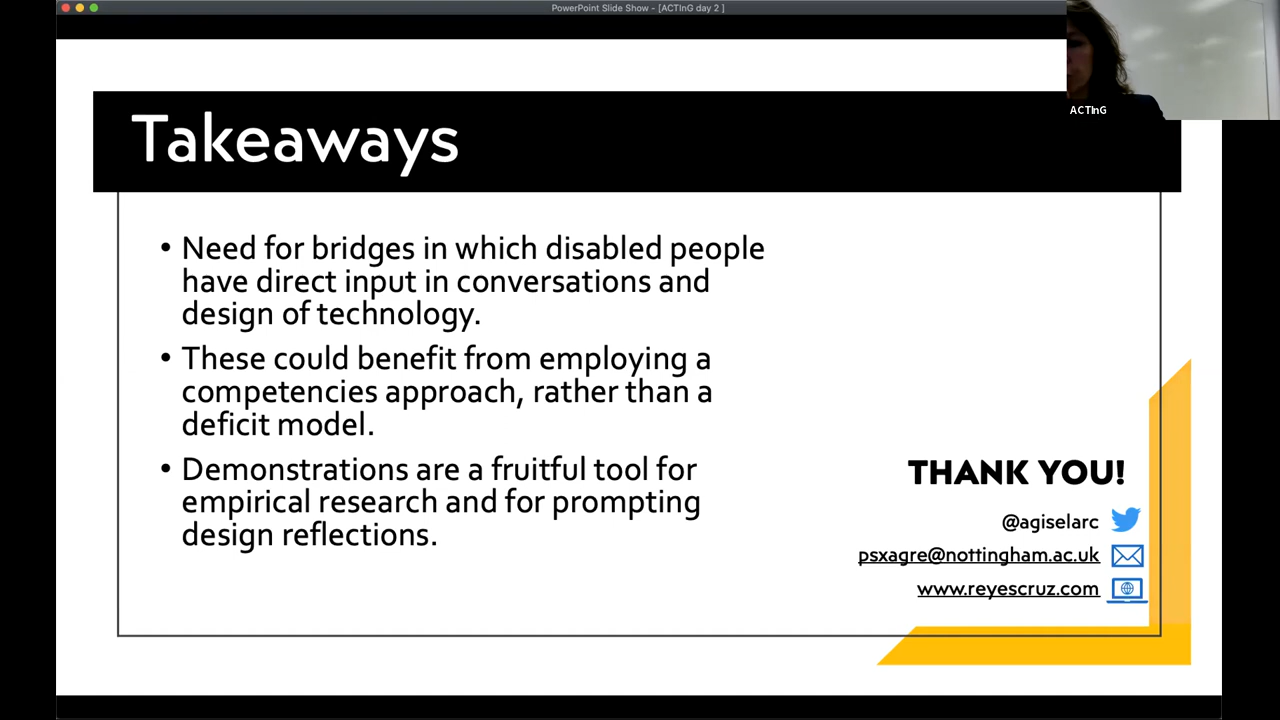 PowerPoint Slide Show - [ACTInG day 2 ]
ACTInG
Takeaways
• Need for bridges in which disabled people
have direct input in conversations and
design of technology.
• These could benefit from employing a
competencies approach, rather than a
deficit model.
• Demonstrations are a fruitful tool for
empirical research and for prompting
design reflections.
THANK YOU!
@agiselarc
psxagre@nottingham.ac.uk
www.reyescruz.com